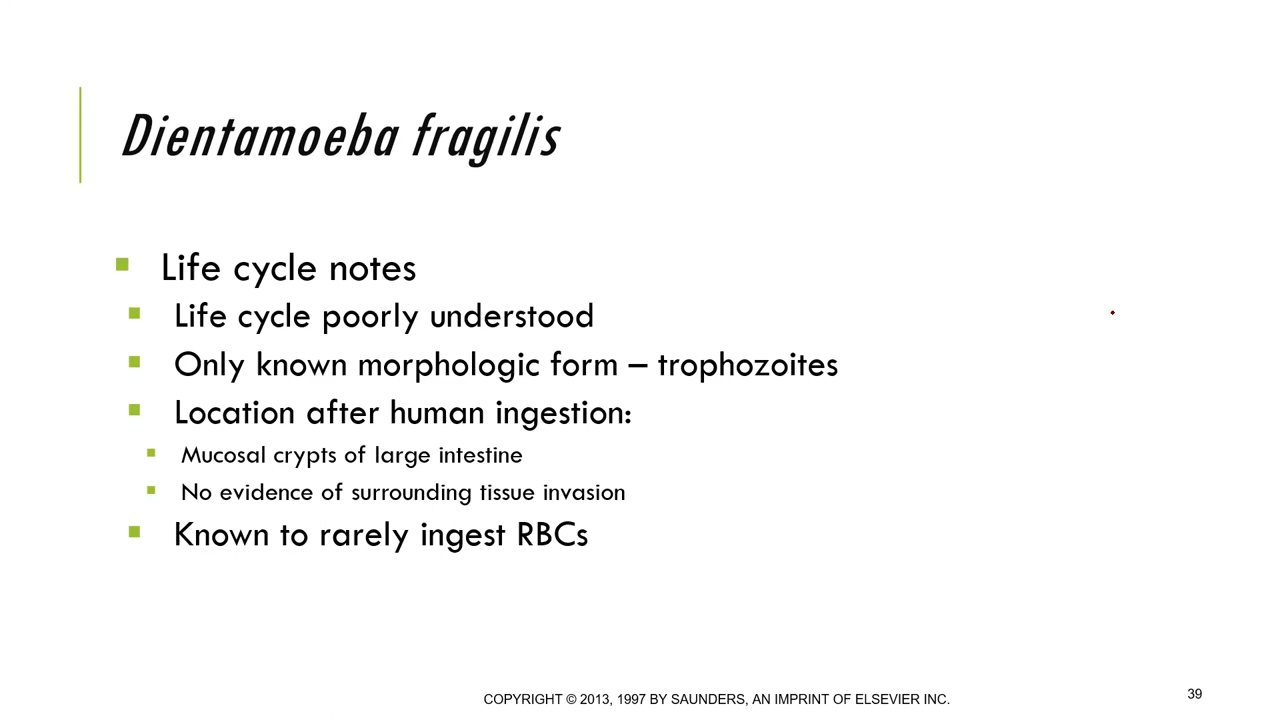 Dientamoeba fragilis
Life cycle notes
Life cycle poorly understood
Only known morphologic form – trophozoites
Location after human ingestion:
Mucosal crypts of large intestine
No evidence of surrounding tissue invasion
Known to rarely ingest RBCs
COPYRIGHT © 2013, 1997 BY SAUNDERS, AN IMPRINT OF ELSEVIER INC.
39